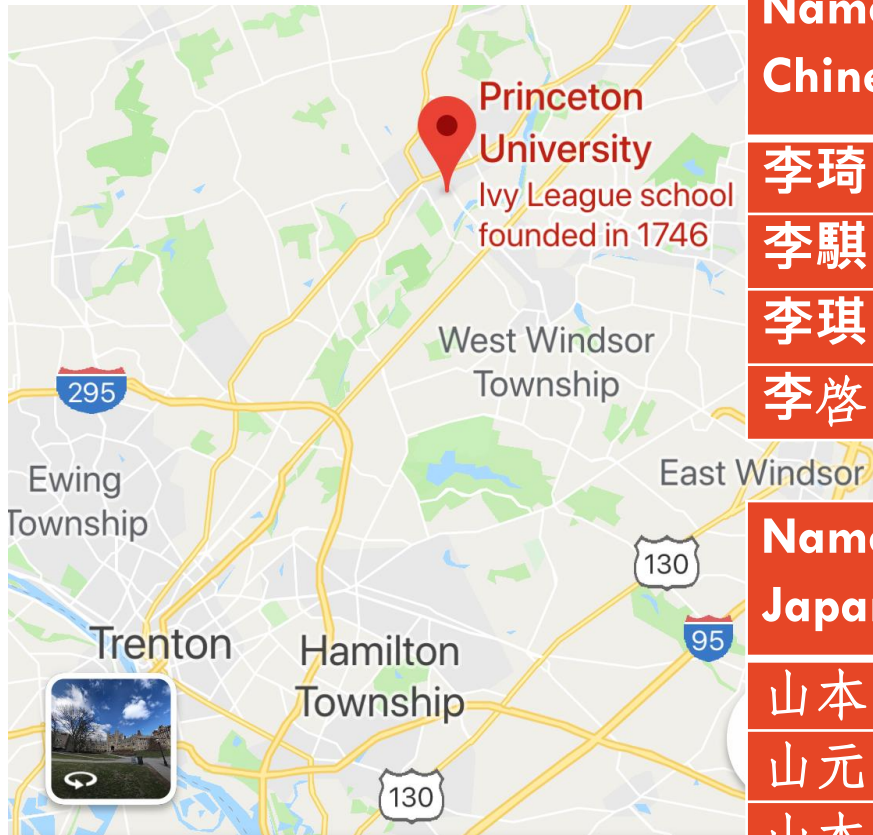 Princeton
University
Ivy League school
founded in 1746
West Windsor
Township
295
Ewing
Township
East Windsor
130
95
Trenton
Hamilton
Township
130
李琦
李騏
李琪
李啓
山本
山元